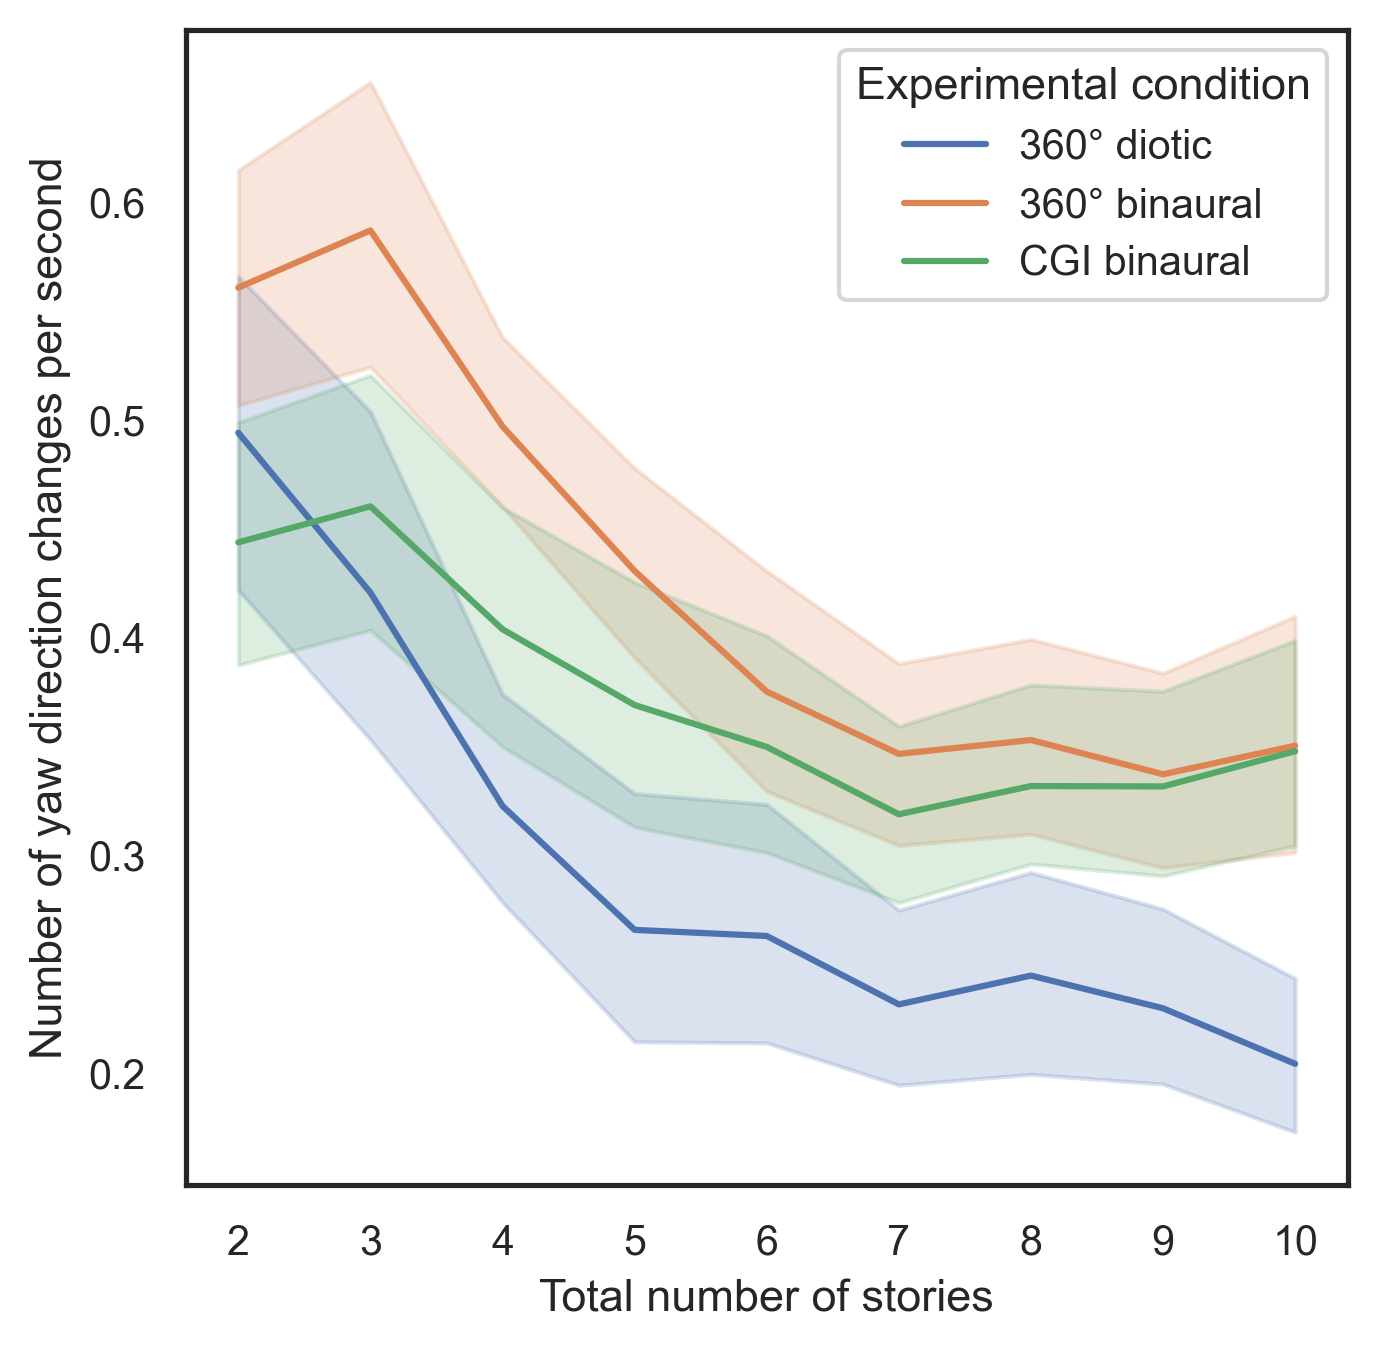 Experimental condition
360° diotic
360° binaural
CGI binaural
Number of yaw direction changes per second
0.6
0.5
0.4
0.3
0.2
2 3 4 5 6 7 8 9 10
Total number of stories